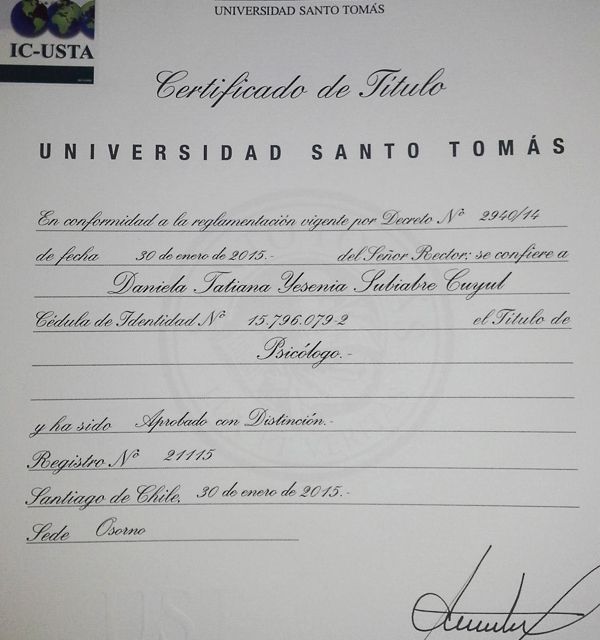 UNIVERSIDAD SANTO TOMÁS
IC-USTA
Certificado de Título
UNIVERSIDAD SANTO TOMÁS
En conformidad a la reglamentación vigente por Decreto Nº 2940/14
de fecha 30 de enero de 2015.- del Señor Rector; se confiere a
Daniela Tatiana Yesenia Subiabre Cuyul
Cédula de Identidad Nº 15.796.079-2 el Título de
Psicólogo.-
y ha sido Aprobado con Distinción.-
Registro Nº 21115
Santiago de Chile, 30 de enero de 2015.-
Sede Osorno